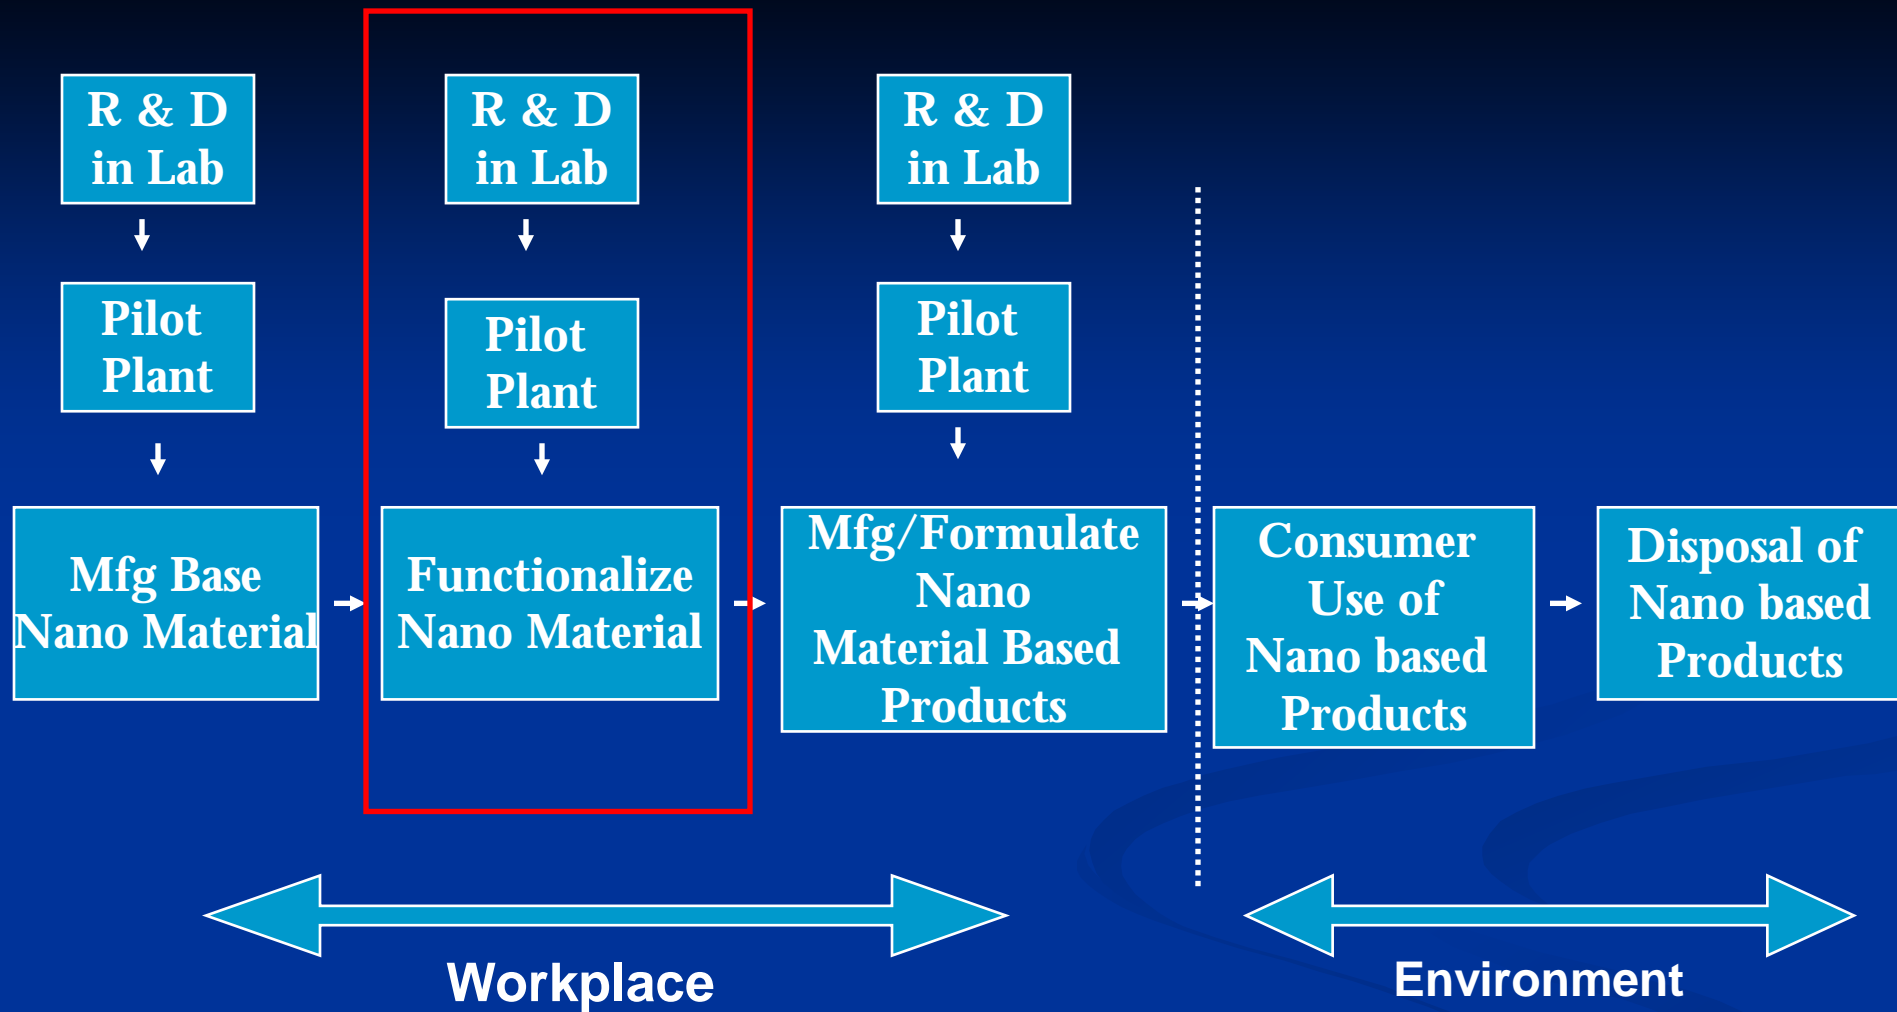 R & D
in Lab
R & D
in Lab
R & D
in Lab
Pilot
Plant
Pilot
Plant
Pilot
Plant
Mfg Base
Nano Material
Functionalize
Nano Material
Mfg/Formulate
Nano
Material Based
Products
Consumer
Use of
Nano based
Products
Disposal of
Nano based
Products
Workplace
Environment